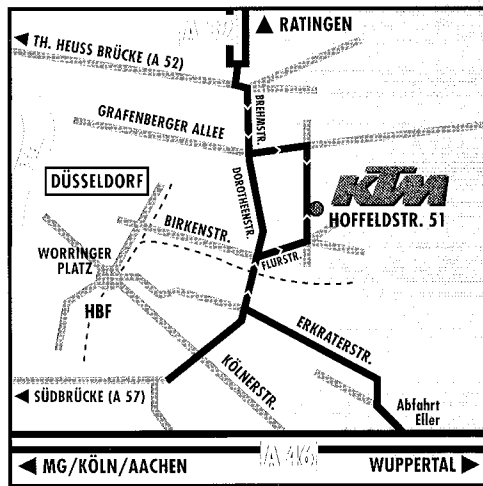 A 52
▲ RATINGEN
◄ TH. HEUSS BRÜCKE (A 52)
BREHMSTR.
GRAFENBERGER ALLEE
DÜSSELDORF
DOROTHEENSTR.
KTM
HOFFELDSTR. 51
BIRKENSTR.
WORRINGER
PLATZ
FLURSTR.
HBF
ERKRATERSTR.
KÖLNERSTR.
◄ SÜDBRÜCKE (A 57)
Abfahrt
Eller
◄ MG/KÖLN/AACHEN
A 46
WUPPERTAL ►